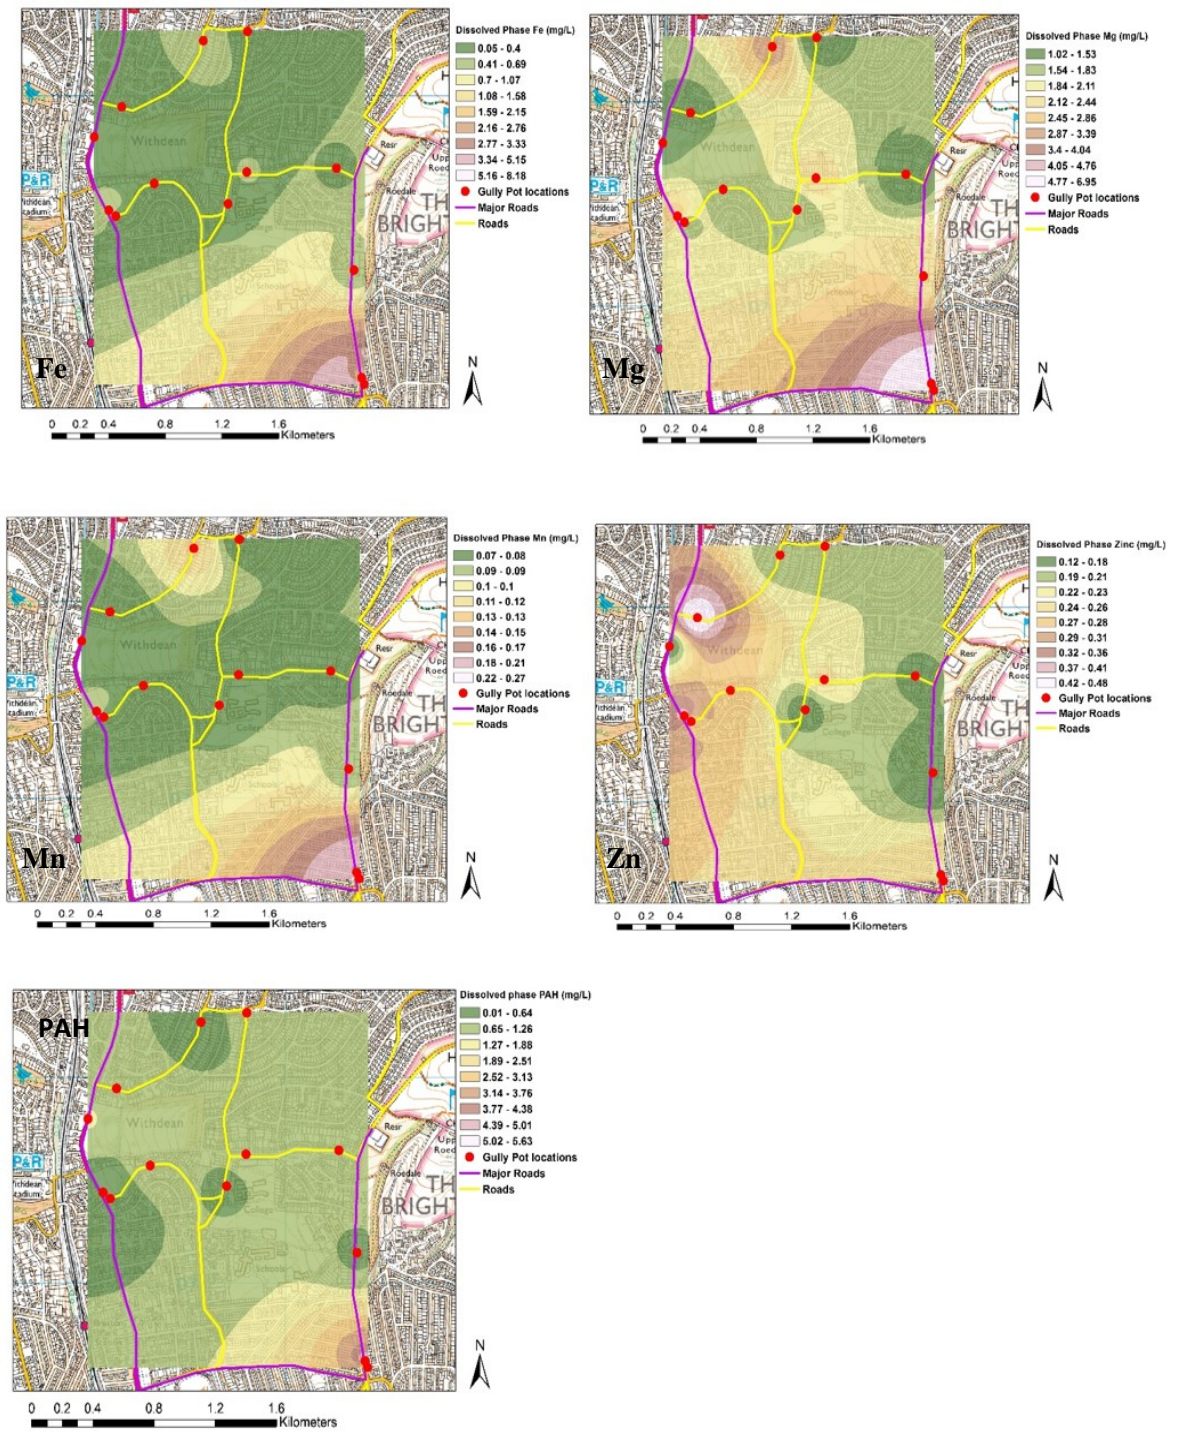 Dissolved Phase Fe (mg/L)
0.05 - 0.4
0.41 - 0.69
0.7 - 1.07
1.08 - 1.58
1.59 - 2.15
2.16 - 2.76
2.77 - 3.33
3.34 - 5.15
5.16 - 8.18
Gully Pot locations
Major Roads
Roads
Withdean
P&R
Resr
Roedale
TH
BRIGHT
Schools
Fe
N
0 0.2 0.4 0.8 1.2 1.6
Kilometers
Dissolved Phase Mg (mg/L)
1.02 - 1.53
1.54 - 1.83
1.84 - 2.11
2.12 - 2.44
2.45 - 2.86
2.87 - 3.39
3.4 - 4.04
4.05 - 4.76
4.77 - 6.95
Gully Pot locations
Major Roads
Roads
Withdean
P&R
Resr
Roedale
TH
BRIGHT
Schools
Mg
N
0 0.2 0.4 0.8 1.2 1.6
Kilometers
Dissolved Phase Mn (mg/L)
0.07 - 0.08
0.09 - 0.09
0.1 - 0.1
0.11 - 0.12
0.13 - 0.13
0.14 - 0.15
0.16 - 0.17
0.18 - 0.21
0.22 - 0.27
Gully Pot locations
Major Roads
Roads
Withdean
P&R
Resr
Roedale
TH
BRIGHT
College
Schools
Mn
N
0 0.2 0.4 0.8 1.2 1.6
Kilometers
Dissolved Phase Zinc (mg/L)
0.12 - 0.18
0.19 - 0.21
0.22 - 0.23
0.24 - 0.26
0.27 - 0.28
0.29 - 0.31
0.32 - 0.36
0.37 - 0.41
0.42 - 0.48
Gully Pot locations
Major Roads
Roads
Withdean
P&R
Resr
Roedale
TH
BRIGHT
College
Schools
Zn
N
0 0.2 0.4 0.8 1.2 1.6
Kilometers
Dissolved phase PAH (mg/L)
0.01 - 0.64
0.65 - 1.26
1.27 - 1.88
1.89 - 2.51
2.52 - 3.13
3.14 - 3.76
3.77 - 4.38
4.39 - 5.01
5.02 - 5.63
Gully Pot locations
Major Roads
Roads
PAH
Withdean
P&R
Resr
Roedale
TH
BRIGHT
College
Schools
N
0 0.2 0.4 0.8 1.2 1.6
Kilometers